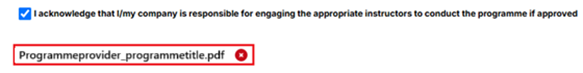 I acknowledge that I/my company is responsible for engaging the appropriate instructors to conduct the programme if approved
Programmeprovider_programmetitle.pdf